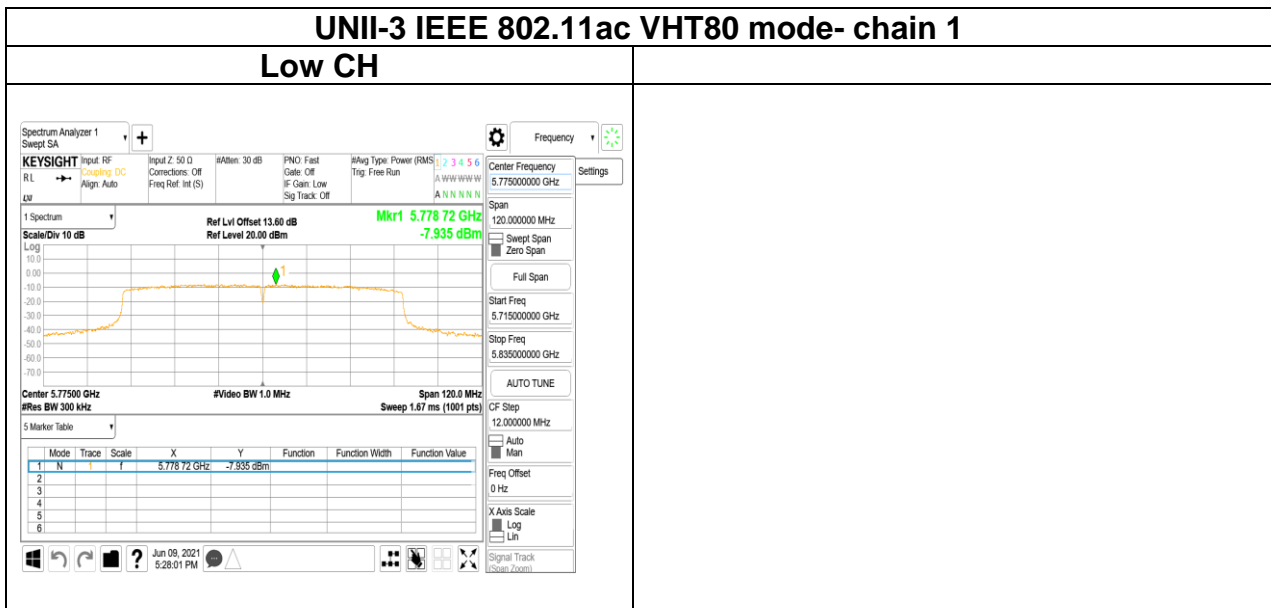 UNII-3 IEEE 802.11ac VHT80 mode- chain 1
Low CH
Spectrum Analyzer 1
Swept SA
+
Frequency
Settings
KEYSIGHT Input: RF Input Z: 50 Ω #Atten: 30 dB PNO: Fast #Avg Type: Power (RMS 1 2 3 4 5 6
RL Coupling: DC Corrections: Off Gate: Off Trig: Free Run A W W W W W
Align: Auto Freq Ref: Int (S) IF Gain: Low
Sig Track: Off A N N N N N
1 Spectrum
Ref Lvl Offset 13.60 dB
Mkr1 5.778 72 GHz
Scale/Div 10 dB
Ref Level 20.00 dBm
-7.935 dBm
Log
10.0
0.00
-10.0
-20.0
-30.0
-40.0
-50.0
-60.0
-70.0
1
Center 5.77500 GHz #Video BW 1.0 MHz Span 120.0 MHz
#Res BW 300 kHz Sweep 1.67 ms (1001 pts)
5 Marker Table
Mode Trace Scale X Y Function Function Width Function Value
1 N 1 f 5.778 72 GHz -7.935 dBm
2
3
4
5
6
Center Frequency
5.775000000 GHz
Span
120.000000 MHz
Swept Span
Zero Span
Full Span
Start Freq
5.715000000 GHz
Stop Freq
5.835000000 GHz
AUTO TUNE
CF Step
12.000000 MHz
Auto
Man
Freq Offset
0 Hz
X Axis Scale
Log
Lin
Signal Track
(Span Zoom)
? Jun 09, 2021
5:28:01 PM